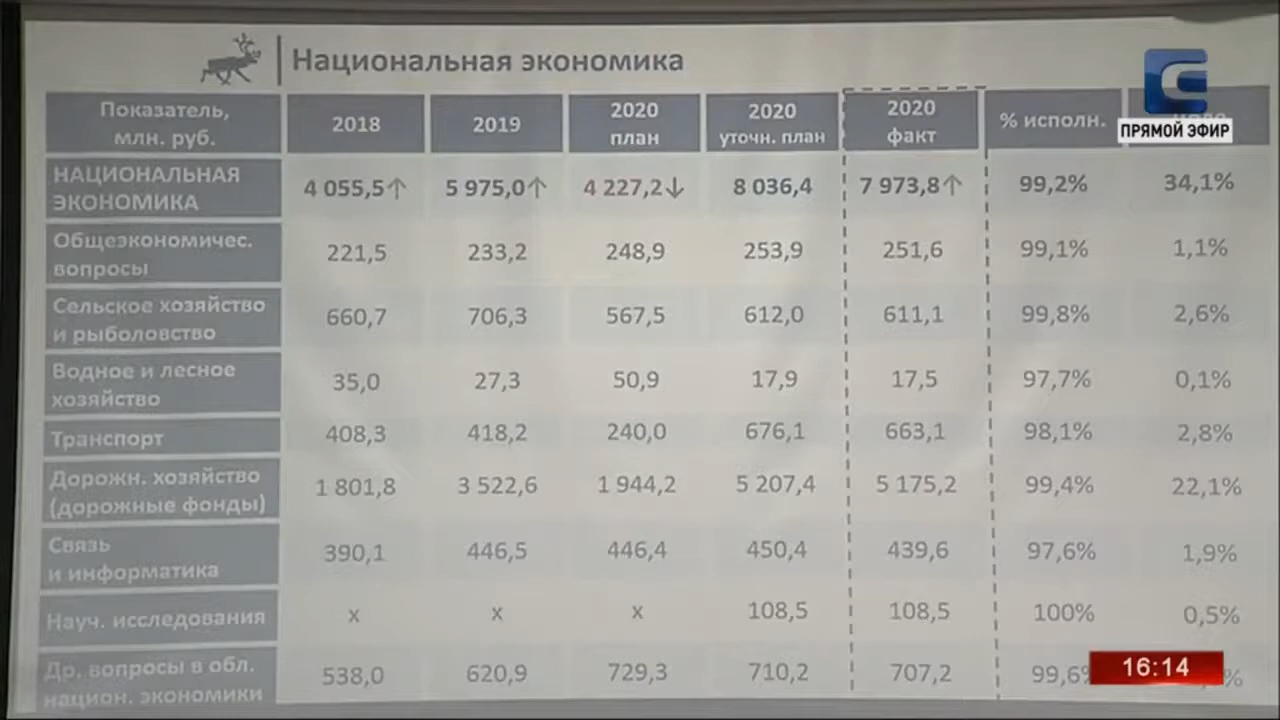 Национальная экономика
ПРЯМОЙ ЭФИР
Показатель, млн. руб. 2018 2019 2020 план 2020 уточн. план 2020 факт % исполн.
НАЦИОНАЛЬНАЯ ЭКОНОМИКА 4 055,5↑ 5 975,0↑ 4 227,2↓ 8 036,4 7 973,8↑ 99,2% 34,1%
Общеэкономичес. вопросы 221,5 233,2 248,9 253,9 251,6 99,1% 1,1%
Сельское хозяйство и рыболовство 660,7 706,3 567,5 612,0 611,1 99,8% 2,6%
Водное и лесное хозяйство 35,0 27,3 50,9 17,9 17,5 97,7% 0,1%
Транспорт 408,3 418,2 240,0 676,1 663,1 98,1% 2,8%
Дорожн. хозяйство (дорожные фонды) 1 801,8 3 522,6 1 944,2 5 207,4 5 175,2 99,4% 22,1%
Связь и информатика 390,1 446,5 446,4 450,4 439,6 97,6% 1,9%
Науч. исследования х х х 108,5 108,5 100% 0,5%
Др. вопросы в обл. национ. экономики 538,0 620,9 729,3 710,2 707,2 99,6%
16:14